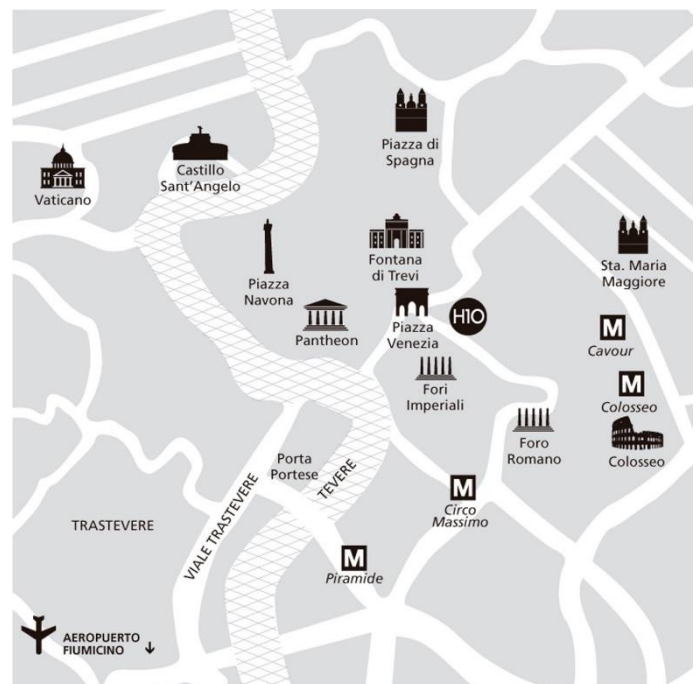 Piazza di
Spagna
Castillo
Sant'Angelo
Vaticano
Fontana
di Trevi
Sta. Maria
Maggiore
Piazza
Navona
H10
Pantheon
Piazza
Venezia
M
Cavour
Fori
Imperiali
M
Colosseo
Foro
Romano
Colosseo
Porta
Portese
TEVERE
M
Circo
Massimo
VIALE TRASTEVERE
TRASTEVERE
M
Piramide
AEROPUERTO
FIUMICINO